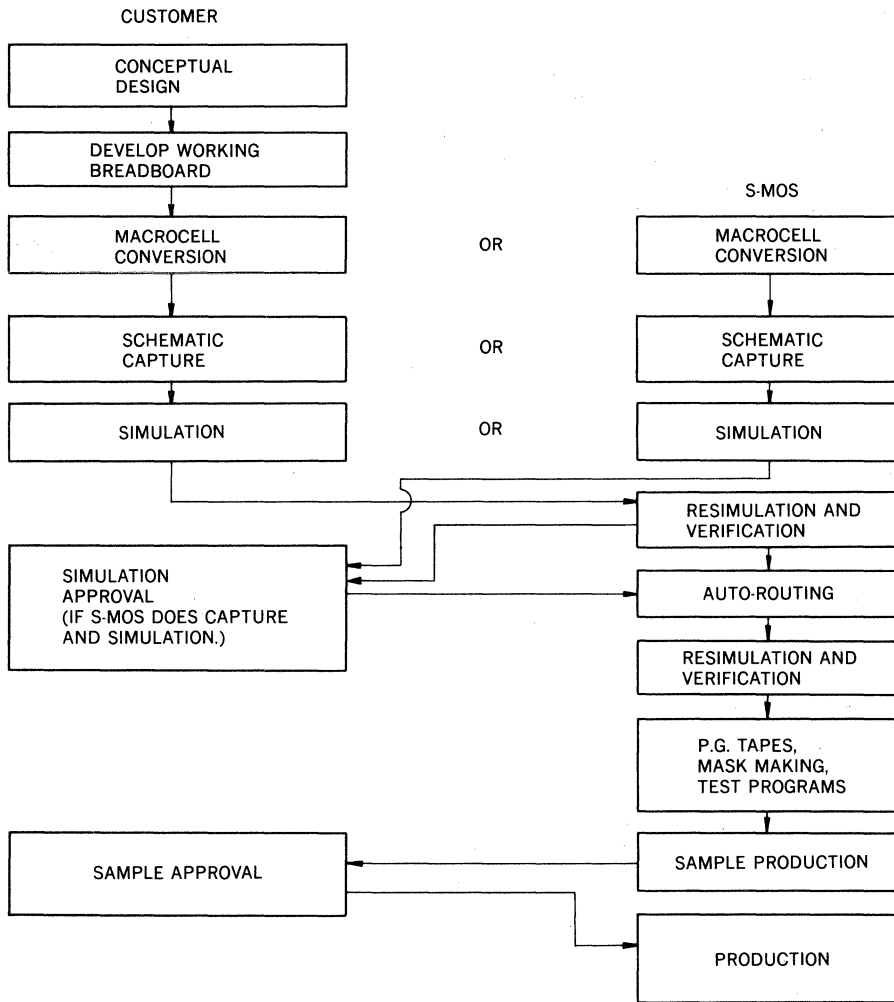 CUSTOMER
CONCEPTUAL
DESIGN
DEVELOP WORKING
BREADBOARD
S-MOS
MACROCELL
CONVERSION
OR
MACROCELL
CONVERSION
SCHEMATIC
CAPTURE
OR
SCHEMATIC
CAPTURE
SIMULATION
OR
SIMULATION
RESIMULATION AND
VERIFICATION
SIMULATION
APPROVAL
(IF S-MOS DOES CAPTURE
AND SIMULATION.)
AUTO-ROUTING
RESIMULATION AND
VERIFICATION
P.G. TAPES,
MASK MAKING,
TEST PROGRAMS
SAMPLE APPROVAL
SAMPLE PRODUCTION
PRODUCTION